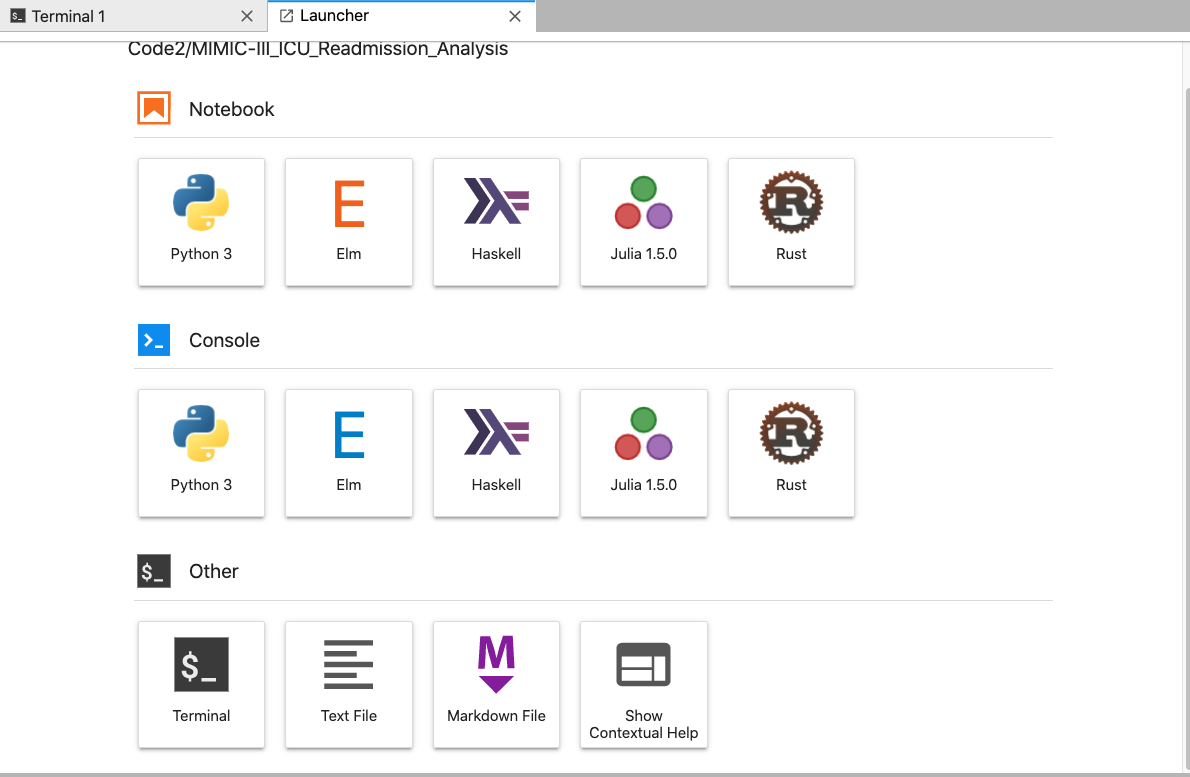 Terminal 1
Launcher
Code2/MIMIC-III_ICU_Readmission_Analysis
Notebook
Python 3
E
Elm
Haskell
Julia 1.5.0
R
Rust
>_
Console
Python 3
E
Elm
Haskell
Julia 1.5.0
R
Rust
$_
Other
$_
Terminal
Text File
M
Markdown File
Show
Contextual Help